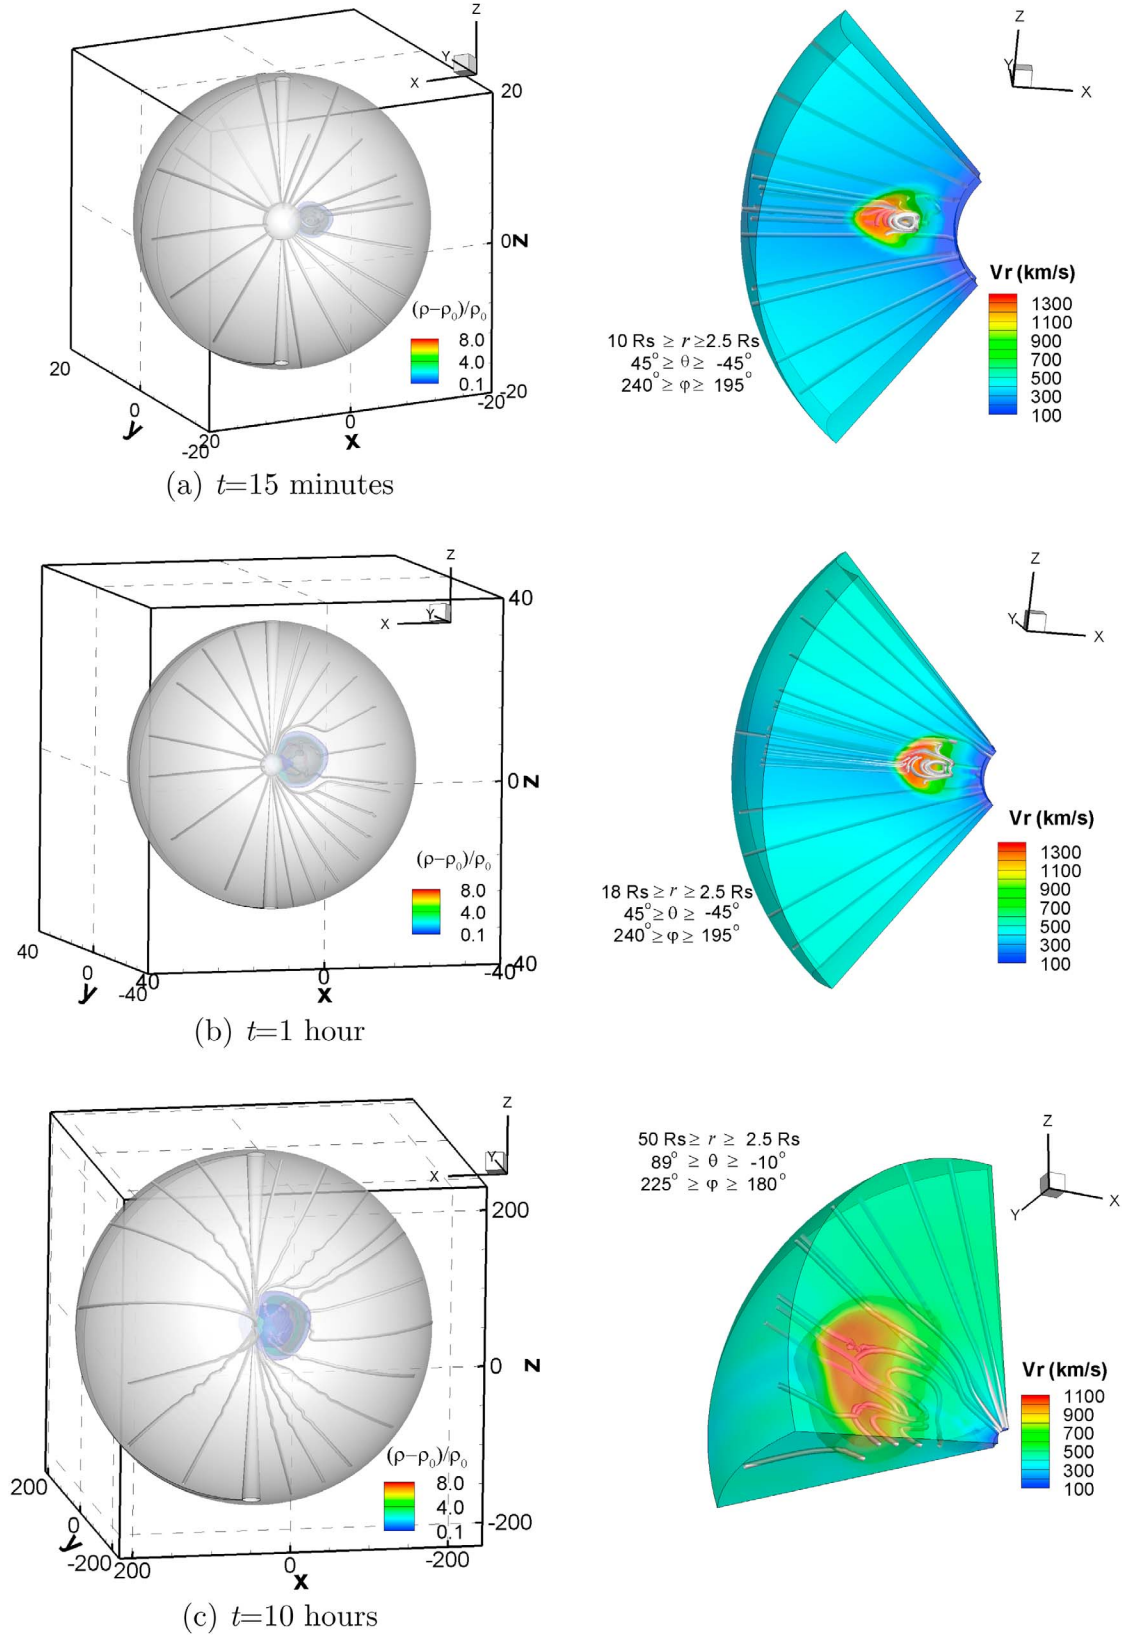 Z
Y
X
20
0
-20
Z
20
0
-20
y
20
0
-20
x
(ρ−ρ0)/ρ0
8.0
4.0
0.1
Z
Y
X
10 Rs ≥ r ≥2.5 Rs
45° ≥ θ ≥ -45°
240° ≥ φ ≥ 195°
Vr (km/s)
1300
1100
900
700
500
300
100
(a) t=15 minutes
Z
Y
X
40
0
-40
Z
40
0
-40
y
40
0
-40
x
(ρ−ρ0)/ρ0
8.0
4.0
0.1
Z
Y
X
18 Rs ≥ r ≥ 2.5 Rs
45° ≥ θ ≥ -45°
240° ≥ φ ≥ 195°
Vr (km/s)
1300
1100
900
700
500
300
100
(b) t=1 hour
Z
Y
X
200
0
-200
Z
200
0
-200
y
200
0
-200
x
(ρ−ρ0)/ρ0
8.0
4.0
0.1
50 Rs ≥ r ≥ 2.5 Rs
89° ≥ θ ≥ -10°
225° ≥ φ ≥ 180°
Z
Y
X
Vr (km/s)
1100
900
700
500
300
100
(c) t=10 hours